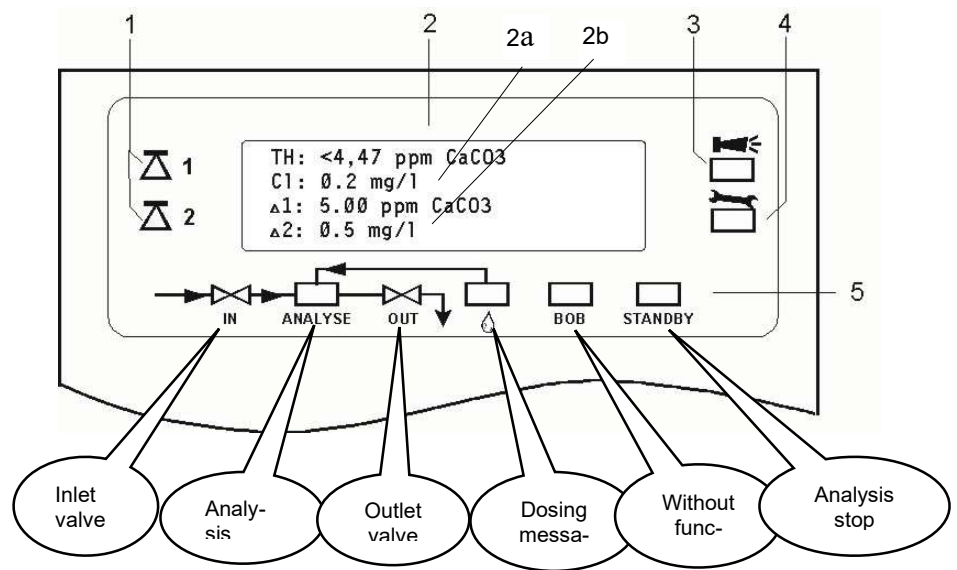 1
2
2a
2b
3
4
1
2
TH: <4,47 ppm CaCO3
Cl: 0.2 mg/l
▵1: 5.00 ppm CaCO3
▵2: 0.5 mg/l
5
IN
ANALYSE
OUT
BOB
STANDBY
Inlet
valve
Analy-
sis
Outlet
valve
Dosing
messa-
Without
func-
Analysis
stop